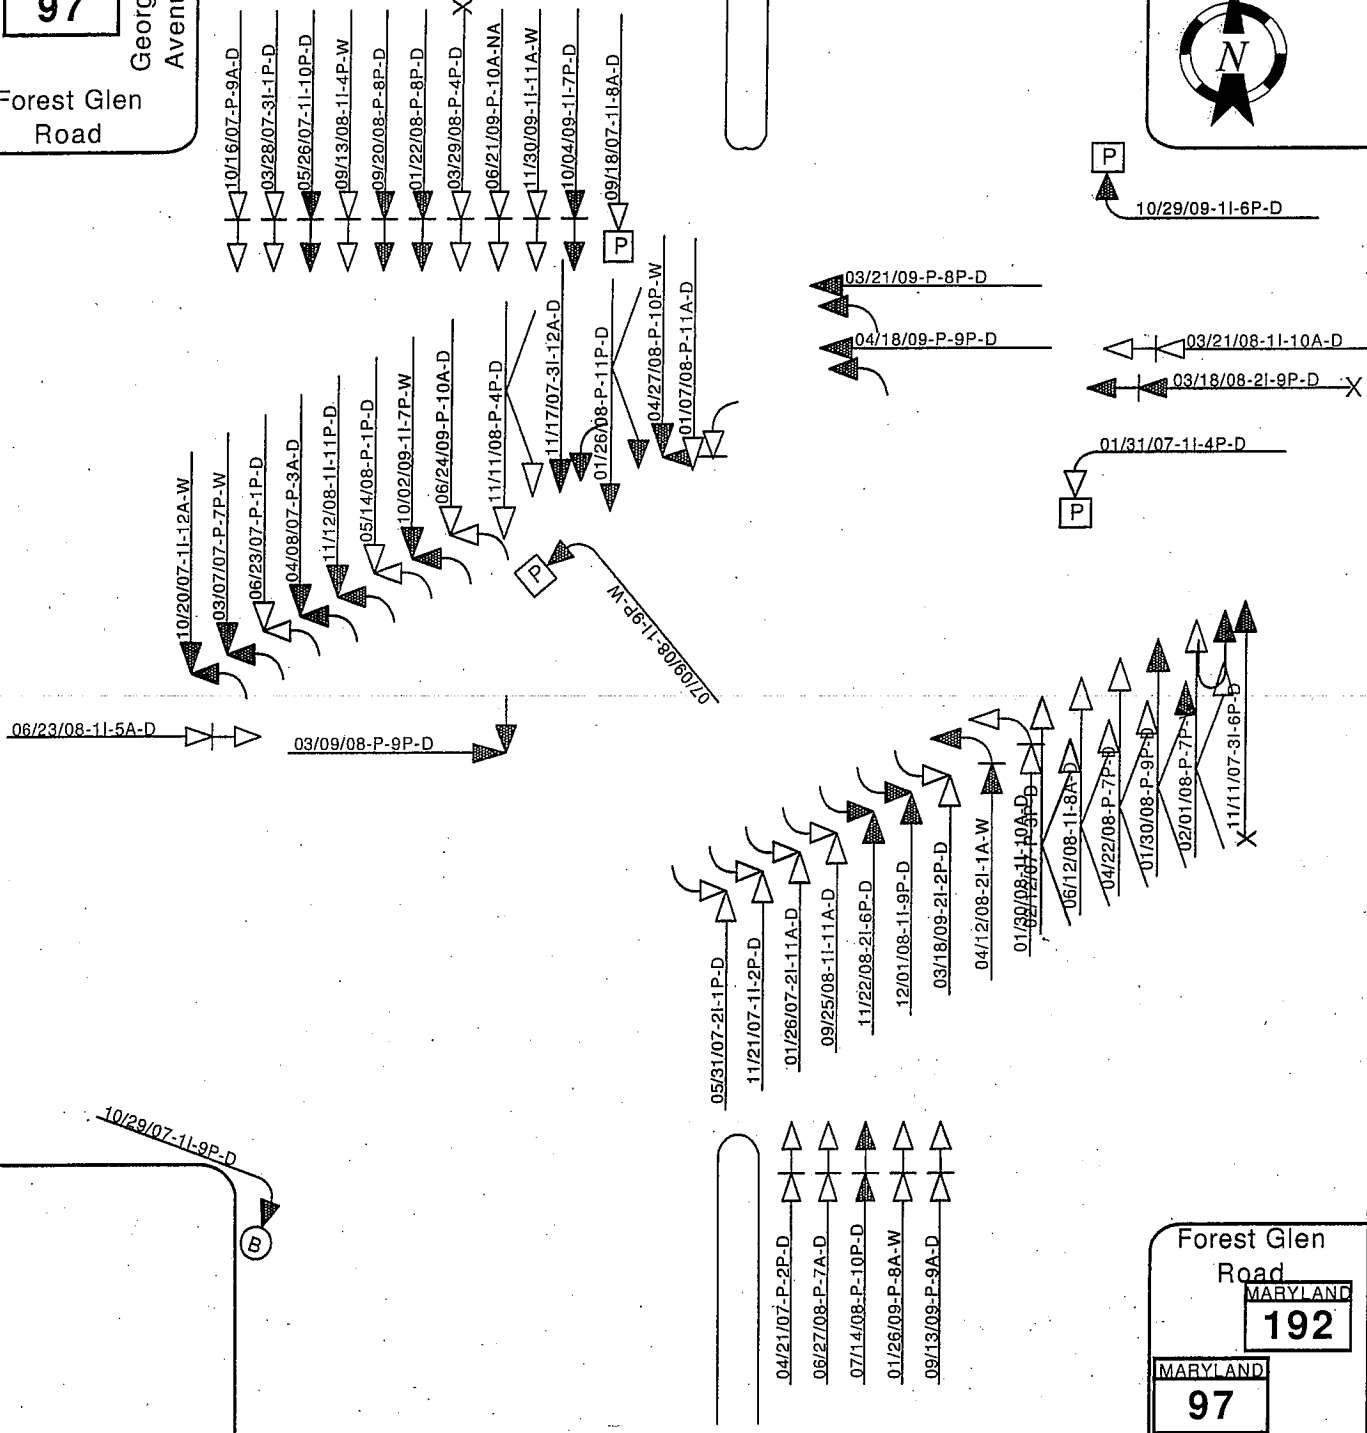 97
Georg
Avenu
Forest Glen
Road
N
10/16/07-P-9A-D
03/28/07-3I-1P-D
05/26/07-1I-10P-D
09/13/08-1I-4P-W
09/20/08-P-8P-D
01/22/08-P-8P-D
03/29/08-P-4P-D
06/21/09-P-10A-NA
11/30/09-1I-11A-W
10/04/09-1I-7P-D
09/18/07-1I-8A-D
P
P
10/29/09-1I-6P-D
03/21/09-P-8P-D
04/18/09-P-9P-D
03/21/08-1I-10A-D
03/18/08-2I-9P-D
01/31/07-1I-4P-D
P
10/20/07-1I-12A-W
03/07/07-P-7P-W
06/23/07-P-1P-D
04/08/07-P-3A-D
11/12/08-1I-11P-D
05/14/08-P-1P-D
10/02/09-1I-7P-W
06/24/09-P-10A-D
11/11/08-P-4P-D
11/17/07-3I-12A-D
01/26/08-P-11P-D
04/27/08-P-10P-W
01/07/08-P-11A-D
P
07/09/08-1I-9P-W
06/23/08-1I-5A-D
03/09/08-P-9P-D
05/31/07-2I-1P-D
11/21/07-1I-2P-D
01/26/07-2I-11A-D
09/25/08-1I-11A-D
11/22/08-2I-6P-D
12/01/08-1I-9P-D
03/18/09-2I-2P-D
04/12/08-2I-1A-W
01/30/08-1I-10A-D
02/12/07-P-3P-D
06/12/08-1I-8A-D
04/22/08-P-7P-D
01/30/08-P-9P-D
02/01/08-P-7P-
11/11/07-3I-6P-D
10/29/07-1I-9P-D
B
04/21/07-P-2P-D
06/27/08-P-7A-D
07/14/08-P-10P-D
01/26/09-P-8A-W
09/13/09-P-9A-D
Forest Glen
Road
MARYLAND
192
MARYLAND
97